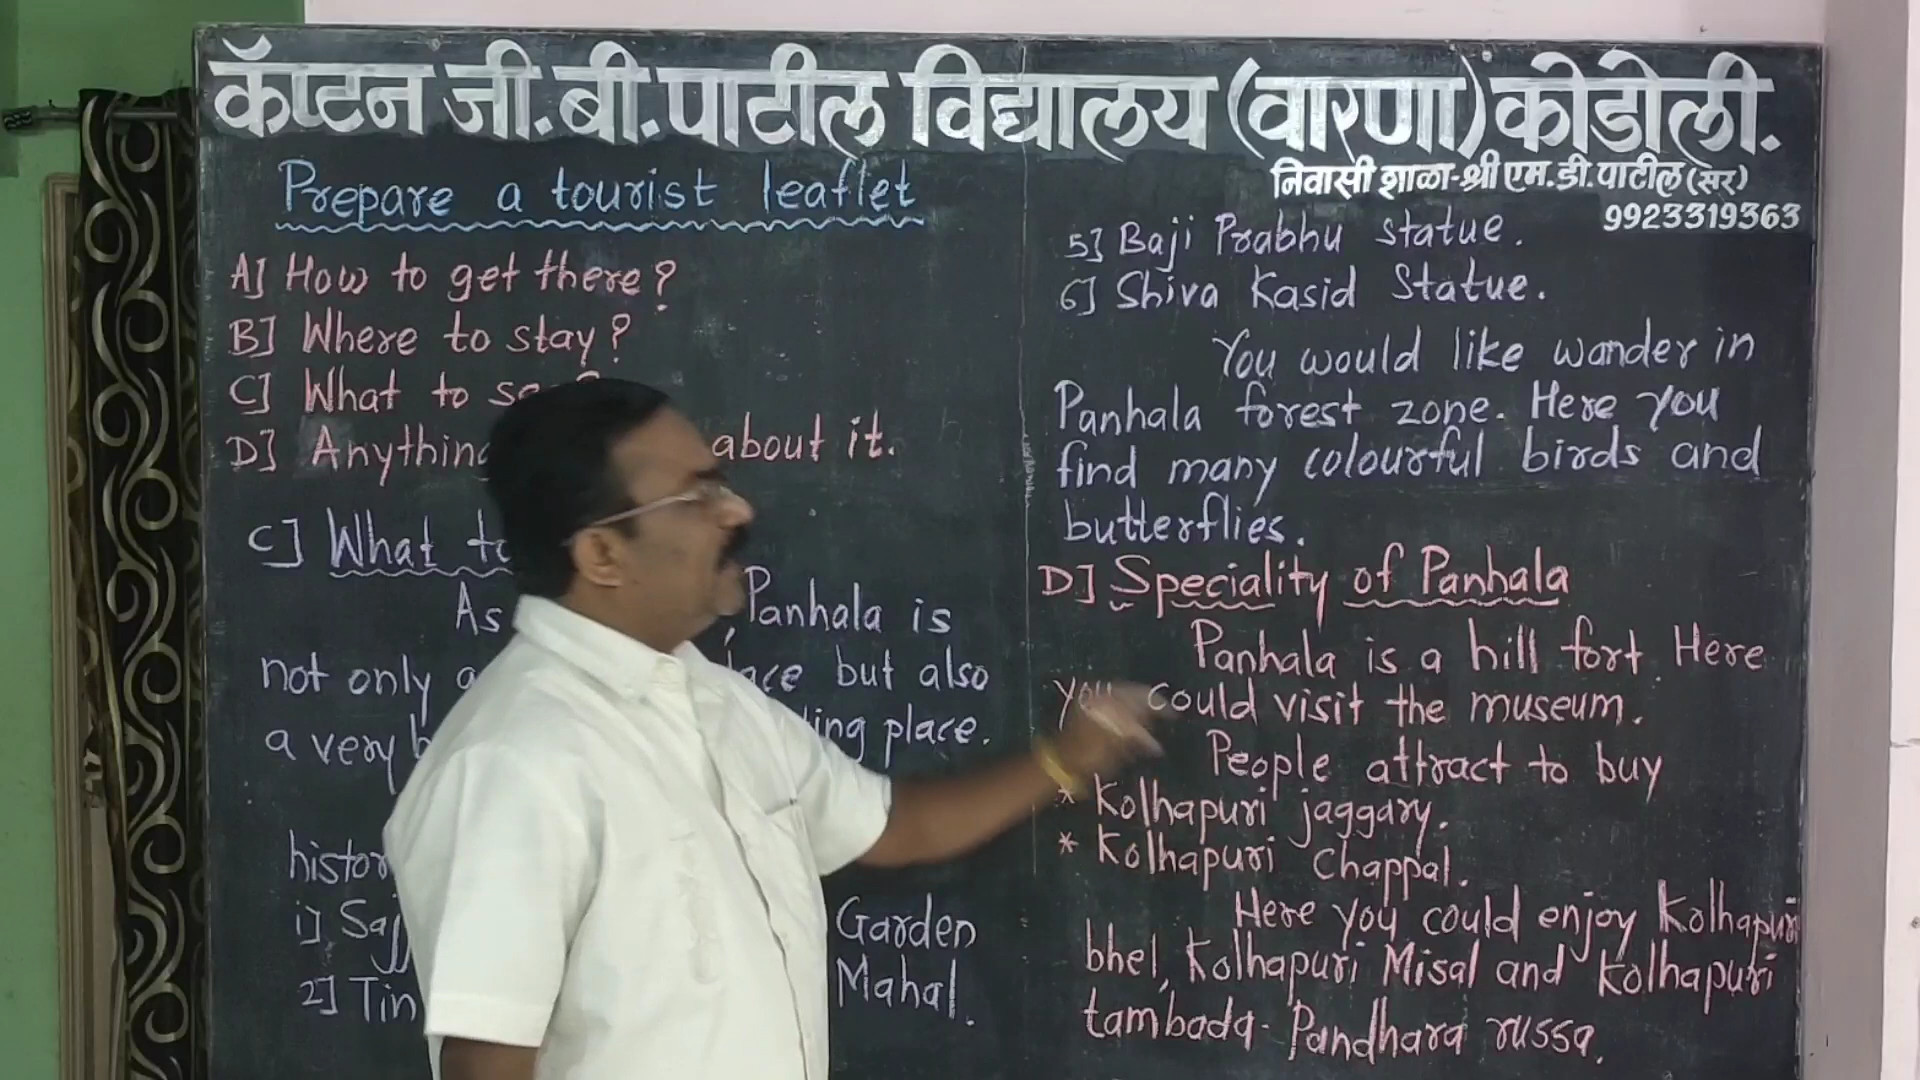 कॅप्टन जी.बी.पाटील विद्यालय (वारणा) कोडोली.
निवासी शाळा-श्री एम.डी.पाटील (सर)
9923319363
Prepare a tourist leaflet
A] How to get there?
B] Where to stay?
C] What to
D] Anything about it.
C] What
As Panhala is
not only but also
a very place.
1]
Garden
2] Tin
Mahal.
5] Baji Prabhu statue.
6] Shiva Kasid Statue.
You would like wander in
Panhala forest zone. Here you
find many colourful birds and
butterflies.
D] Speciality of Panhala
Panhala is a hill fort. Here
you could visit the museum.
People attract to buy
* Kolhapuri jaggary.
* Kolhapuri Chappal.
Here you could enjoy Kolhapuri
bhel, Kolhapuri Misal and Kolhapuri
tambada-Pandhara russa.